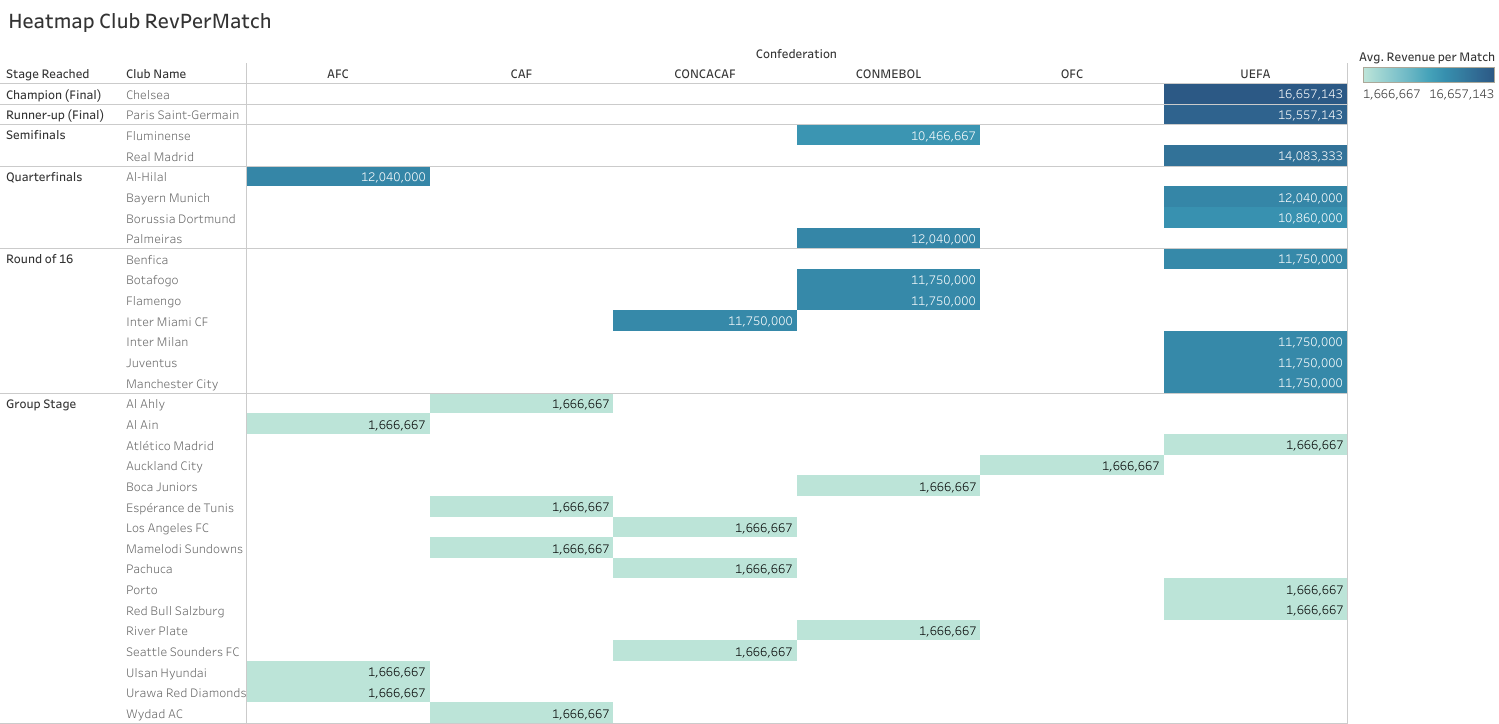 Heatmap Club RevPerMatch
Confederation
Stage Reached Club Name AFC CAF CONCACAF CONMEBOL OFC UEFA
Champion (Final) Chelsea 16,657,143
Runner-up (Final) Paris Saint-Germain 15,557,143
Semifinals Fluminense 10,466,667
Real Madrid 14,083,333
Quarterfinals Al-Hilal 12,040,000
Bayern Munich 12,040,000
Borussia Dortmund 10,860,000
Palmeiras 12,040,000
Round of 16 Benfica 11,750,000
Botafogo 11,750,000
Flamengo 11,750,000
Inter Miami CF 11,750,000
Inter Milan 11,750,000
Juventus 11,750,000
Manchester City 11,750,000
Group Stage Al Ahly 1,666,667
Al Ain 1,666,667
Atlético Madrid 1,666,667
Auckland City 1,666,667
Boca Juniors 1,666,667
Espérance de Tunis 1,666,667
Los Angeles FC 1,666,667
Mamelodi Sundowns 1,666,667
Pachuca 1,666,667
Porto 1,666,667
Red Bull Salzburg 1,666,667
River Plate 1,666,667
Seattle Sounders FC 1,666,667
Ulsan Hyundai 1,666,667
Urawa Red Diamonds 1,666,667
Wydad AC 1,666,667
Avg. Revenue per Match
1,666,667 16,657,143